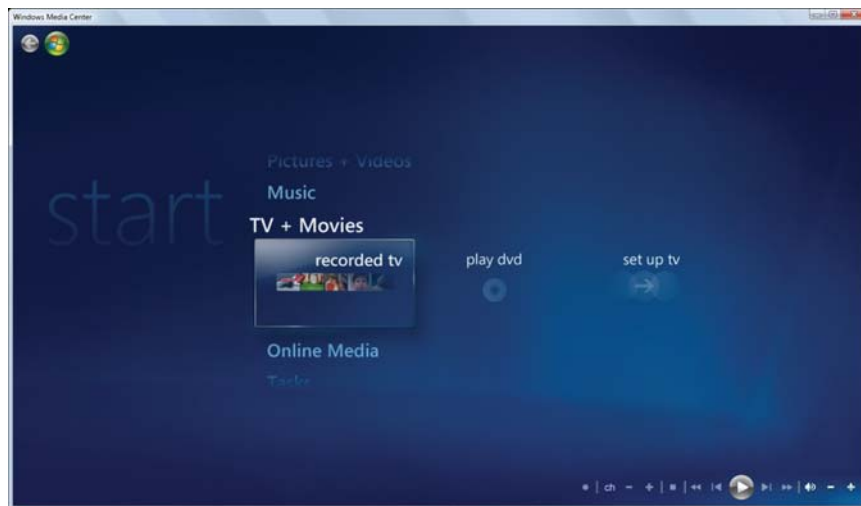 Windows Media Center
start
Pictures + Videos
Music
TV + Movies
recorded tv
play dvd
set up tv
Online Media
Tasks
ch